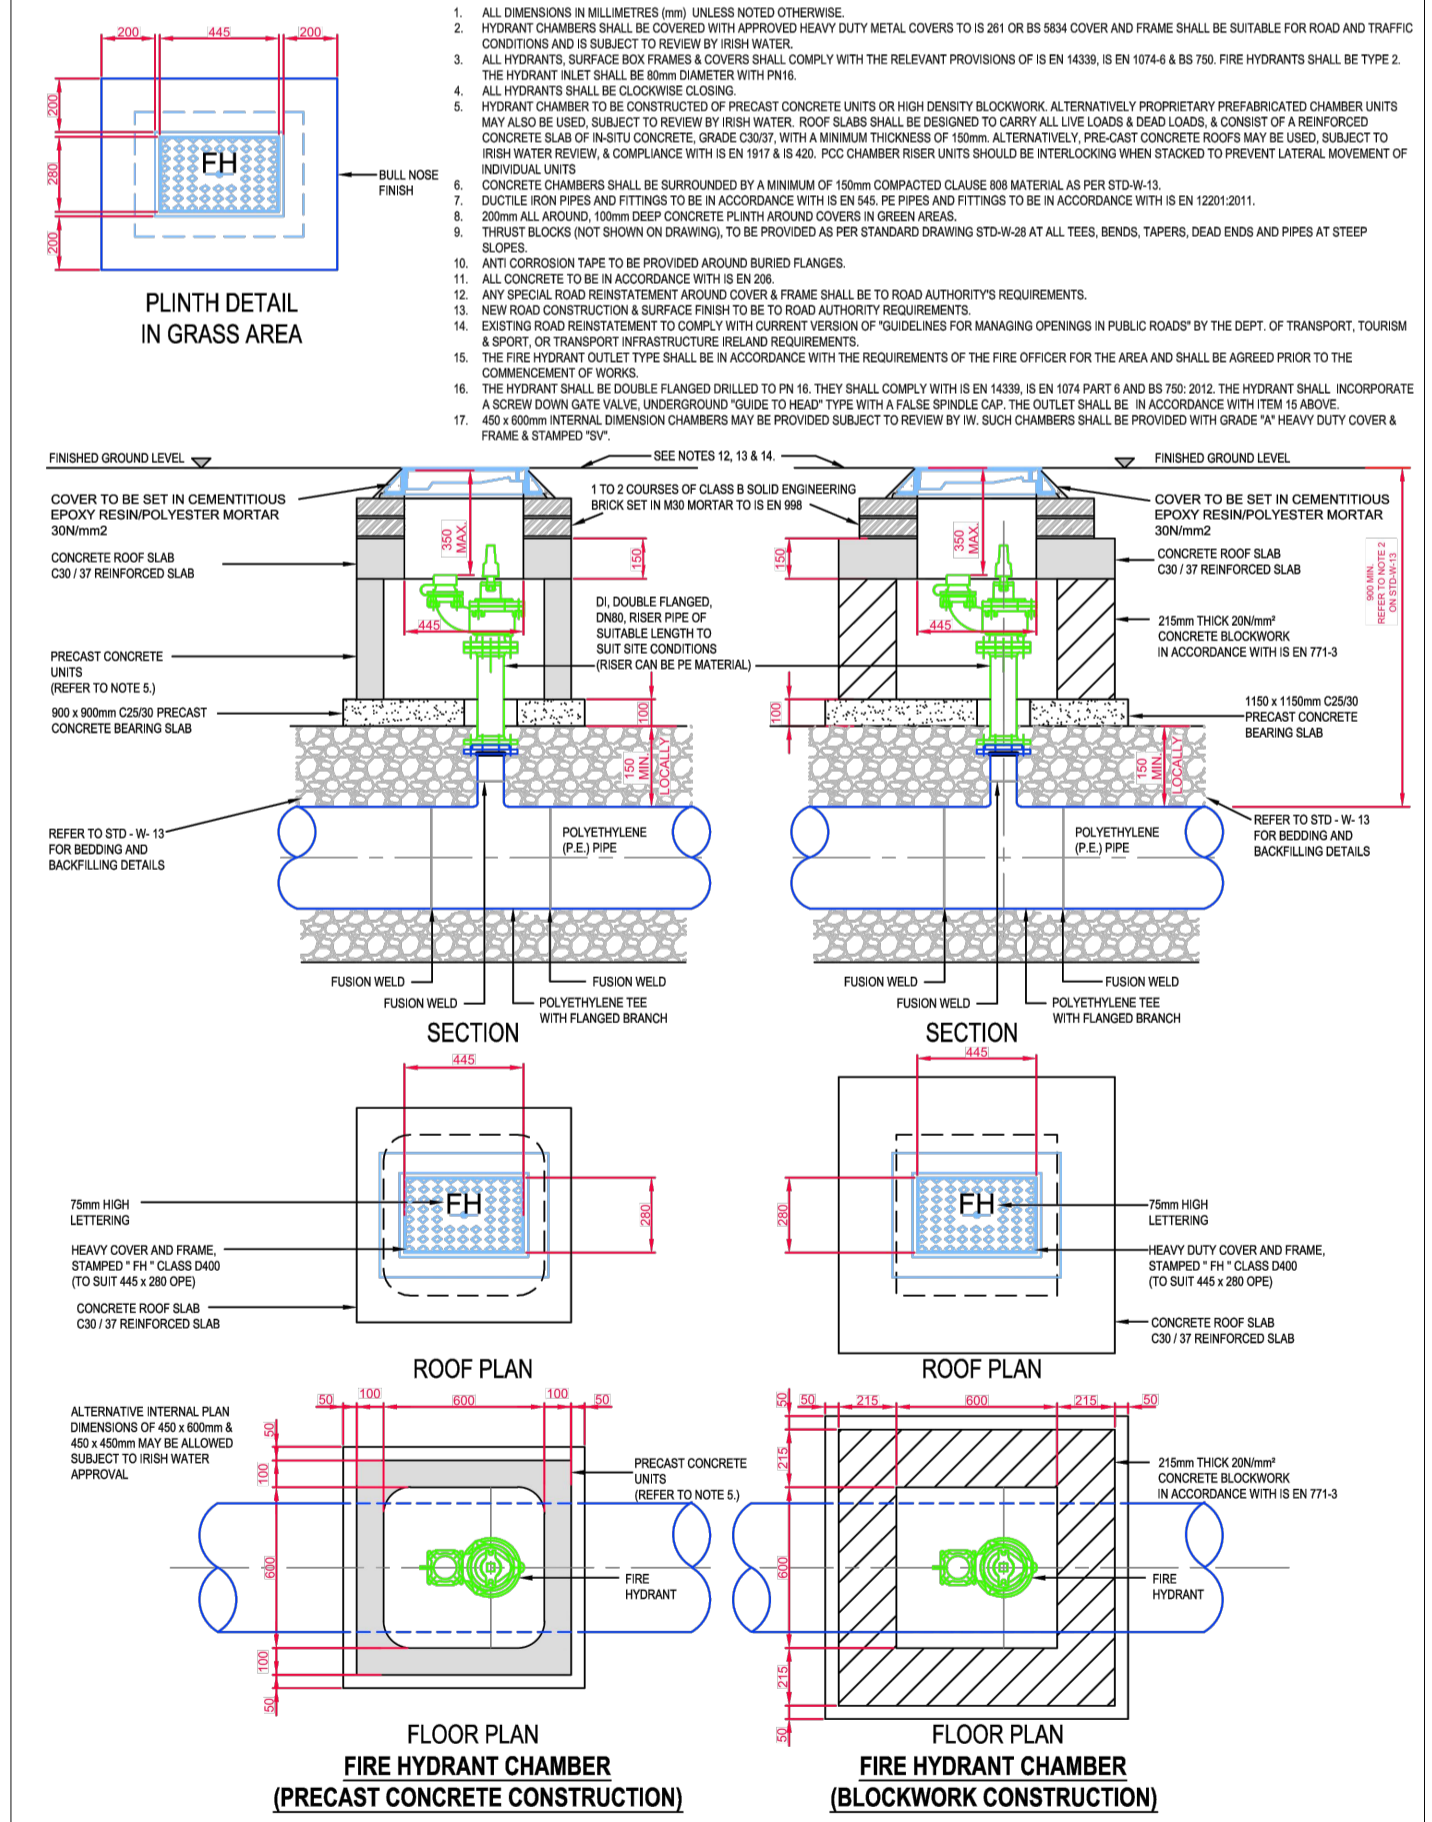 1. ALL DIMENSIONS IN MILLIMETRES (mm) UNLESS NOTED OTHERWISE.
2. HYDRANT CHAMBERS SHALL BE COVERED WITH APPROVED HEAVY DUTY METAL COVERS TO IS 261 OR BS 5834 COVER AND FRAME SHALL BE SUITABLE FOR ROAD AND TRAFFIC
CONDITIONS AND IS SUBJECT TO REVIEW BY IRISH WATER.
3. ALL HYDRANTS, SURFACE BOX FRAMES & COVERS SHALL COMPLY WITH THE RELEVANT PROVISIONS OF IS EN 14339, IS EN 1074-6 & BS 750. FIRE HYDRANTS SHALL BE TYPE 2.
THE HYDRANT INLET SHALL BE 80mm DIAMETER WITH PN16.
4. ALL HYDRANTS SHALL BE CLOCKWISE CLOSING.
5. HYDRANT CHAMBER TO BE CONSTRUCTED OF PRECAST CONCRETE UNITS OR HIGH DENSITY BLOCKWORK. ALTERNATIVELY PROPRIETARY PREFABRICATED CHAMBER UNITS
MAY ALSO BE USED, SUBJECT TO REVIEW BY IRISH WATER. ROOF SLABS SHALL BE DESIGNED TO CARRY ALL LIVE LOADS & DEAD LOADS, & CONSIST OF A REINFORCED
CONCRETE SLAB OF IN-SITU CONCRETE, GRADE C30/37, WITH A MINIMUM THICKNESS OF 150mm. ALTERNATIVELY, PRE-CAST CONCRETE ROOFS MAY BE USED, SUBJECT TO
IRISH WATER REVIEW, & COMPLIANCE WITH IS EN 1917 & IS 420. PCC CHAMBER RISER UNITS SHOULD BE INTERLOCKING WHEN STACKED TO PREVENT LATERAL MOVEMENT OF
INDIVIDUAL UNITS
6. CONCRETE CHAMBERS SHALL BE SURROUNDED BY A MINIMUM OF 150mm COMPACTED CLAUSE 808 MATERIAL AS PER STD-W-13.
7. DUCTILE IRON PIPES AND FITTINGS TO BE IN ACCORDANCE WITH IS EN 545. PE PIPES AND FITTINGS TO BE IN ACCORDANCE WITH IS EN 12201:2011.
8. 200mm ALL AROUND, 100mm DEEP CONCRETE PLINTH AROUND COVERS IN GREEN AREAS.
9. THRUST BLOCKS (NOT SHOWN ON DRAWING), TO BE PROVIDED AS PER STANDARD DRAWING STD-W-28 AT ALL TEES, BENDS, TAPERS, DEAD ENDS AND PIPES AT STEEP
SLOPES.
10. ANTI CORROSION TAPE TO BE PROVIDED AROUND BURIED FLANGES.
11. ALL CONCRETE TO BE IN ACCORDANCE WITH IS EN 206.
12. ANY SPECIAL ROAD REINSTATEMENT AROUND COVER & FRAME SHALL BE TO ROAD AUTHORITY'S REQUIREMENTS.
13. NEW ROAD CONSTRUCTION & SURFACE FINISH TO BE TO ROAD AUTHORITY REQUIREMENTS.
14. EXISTING ROAD REINSTATEMENT TO COMPLY WITH CURRENT VERSION OF "GUIDELINES FOR MANAGING OPENINGS IN PUBLIC ROADS" BY THE DEPT. OF TRANSPORT, TOURISM
& SPORT, OR TRANSPORT INFRASTRUCTURE IRELAND REQUIREMENTS.
15. THE FIRE HYDRANT OUTLET TYPE SHALL BE IN ACCORDANCE WITH THE REQUIREMENTS OF THE FIRE OFFICER FOR THE AREA AND SHALL BE AGREED PRIOR TO THE
COMMENCEMENT OF WORKS.
16. THE HYDRANT SHALL BE DOUBLE FLANGED DRILLED TO PN 16. THEY SHALL COMPLY WITH IS EN 14339, IS EN 1074 PART 6 AND BS 750: 2012. THE HYDRANT SHALL INCORPORATE
A SCREW DOWN GATE VALVE, UNDERGROUND "GUIDE TO HEAD" TYPE WITH A FALSE SPINDLE CAP. THE OUTLET SHALL BE IN ACCORDANCE WITH ITEM 15 ABOVE.
17. 450 x 600mm INTERNAL DIMENSION CHAMBERS MAY BE PROVIDED SUBJECT TO REVIEW BY IW. SUCH CHAMBERS SHALL BE PROVIDED WITH GRADE "A" HEAVY DUTY COVER &
FRAME & STAMPED "SV".
200
445
200
200
280
200
FH
BULL NOSE
FINISH
PLINTH DETAIL
IN GRASS AREA
FINISHED GROUND LEVEL
COVER TO BE SET IN CEMENTITIOUS
EPOXY RESIN/POLYESTER MORTAR
30N/mm2
CONCRETE ROOF SLAB
C30 / 37 REINFORCED SLAB
PRECAST CONCRETE
UNITS
(REFER TO NOTE 5.)
900 x 900mm C25/30 PRECAST
CONCRETE BEARING SLAB
REFER TO STD - W- 13
FOR BEDDING AND
BACKFILLING DETAILS
350
MAX.
445
150
100
150
MIN.
LOCALLY
POLYETHYLENE
(P.E.) PIPE
FUSION WELD
FUSION WELD
FUSION WELD
POLYETHYLENE TEE
WITH FLANGED BRANCH
SECTION
SEE NOTES 12, 13 & 14.
1 TO 2 COURSES OF CLASS B SOLID ENGINEERING
BRICK SET IN M30 MORTAR TO IS EN 998
DI, DOUBLE FLANGED,
DN80, RISER PIPE OF
SUITABLE LENGTH TO
SUIT SITE CONDITIONS
(RISER CAN BE PE MATERIAL)
FINISHED GROUND LEVEL
COVER TO BE SET IN CEMENTITIOUS
EPOXY RESIN/POLYESTER MORTAR
30N/mm2
CONCRETE ROOF SLAB
C30 / 37 REINFORCED SLAB
900 MIN.
REFER TO NOTE 2
ON STD-W-13
215mm THICK 20N/mm²
CONCRETE BLOCKWORK
IN ACCORDANCE WITH IS EN 771-3
1150 x 1150mm C25/30
PRECAST CONCRETE
BEARING SLAB
REFER TO STD - W- 13
FOR BEDDING AND
BACKFILLING DETAILS
350
MAX.
445
150
100
150
MIN.
LOCALLY
POLYETHYLENE
(P.E.) PIPE
FUSION WELD
FUSION WELD
FUSION WELD
POLYETHYLENE TEE
WITH FLANGED BRANCH
SECTION
445
280
FH
75mm HIGH
LETTERING
HEAVY COVER AND FRAME,
STAMPED " FH " CLASS D400
(TO SUIT 445 x 280 OPE)
CONCRETE ROOF SLAB
C30 / 37 REINFORCED SLAB
ROOF PLAN
445
280
FH
75mm HIGH
LETTERING
HEAVY DUTY COVER AND FRAME,
STAMPED " FH " CLASS D400
(TO SUIT 445 x 280 OPE)
CONCRETE ROOF SLAB
C30 / 37 REINFORCED SLAB
ROOF PLAN
ALTERNATIVE INTERNAL PLAN
DIMENSIONS OF 450 x 600mm &
450 x 450mm MAY BE ALLOWED
SUBJECT TO IRISH WATER
APPROVAL
50
100
600
100
50
50
100
600
100
50
PRECAST CONCRETE
UNITS
(REFER TO NOTE 5.)
FIRE
HYDRANT
FLOOR PLAN
FIRE HYDRANT CHAMBER
(PRECAST CONCRETE CONSTRUCTION)
50
215
600
215
50
50
215
600
215
50
215mm THICK 20N/mm²
CONCRETE BLOCKWORK
IN ACCORDANCE WITH IS EN 771-3
FIRE
HYDRANT
FLOOR PLAN
FIRE HYDRANT CHAMBER
(BLOCKWORK CONSTRUCTION)